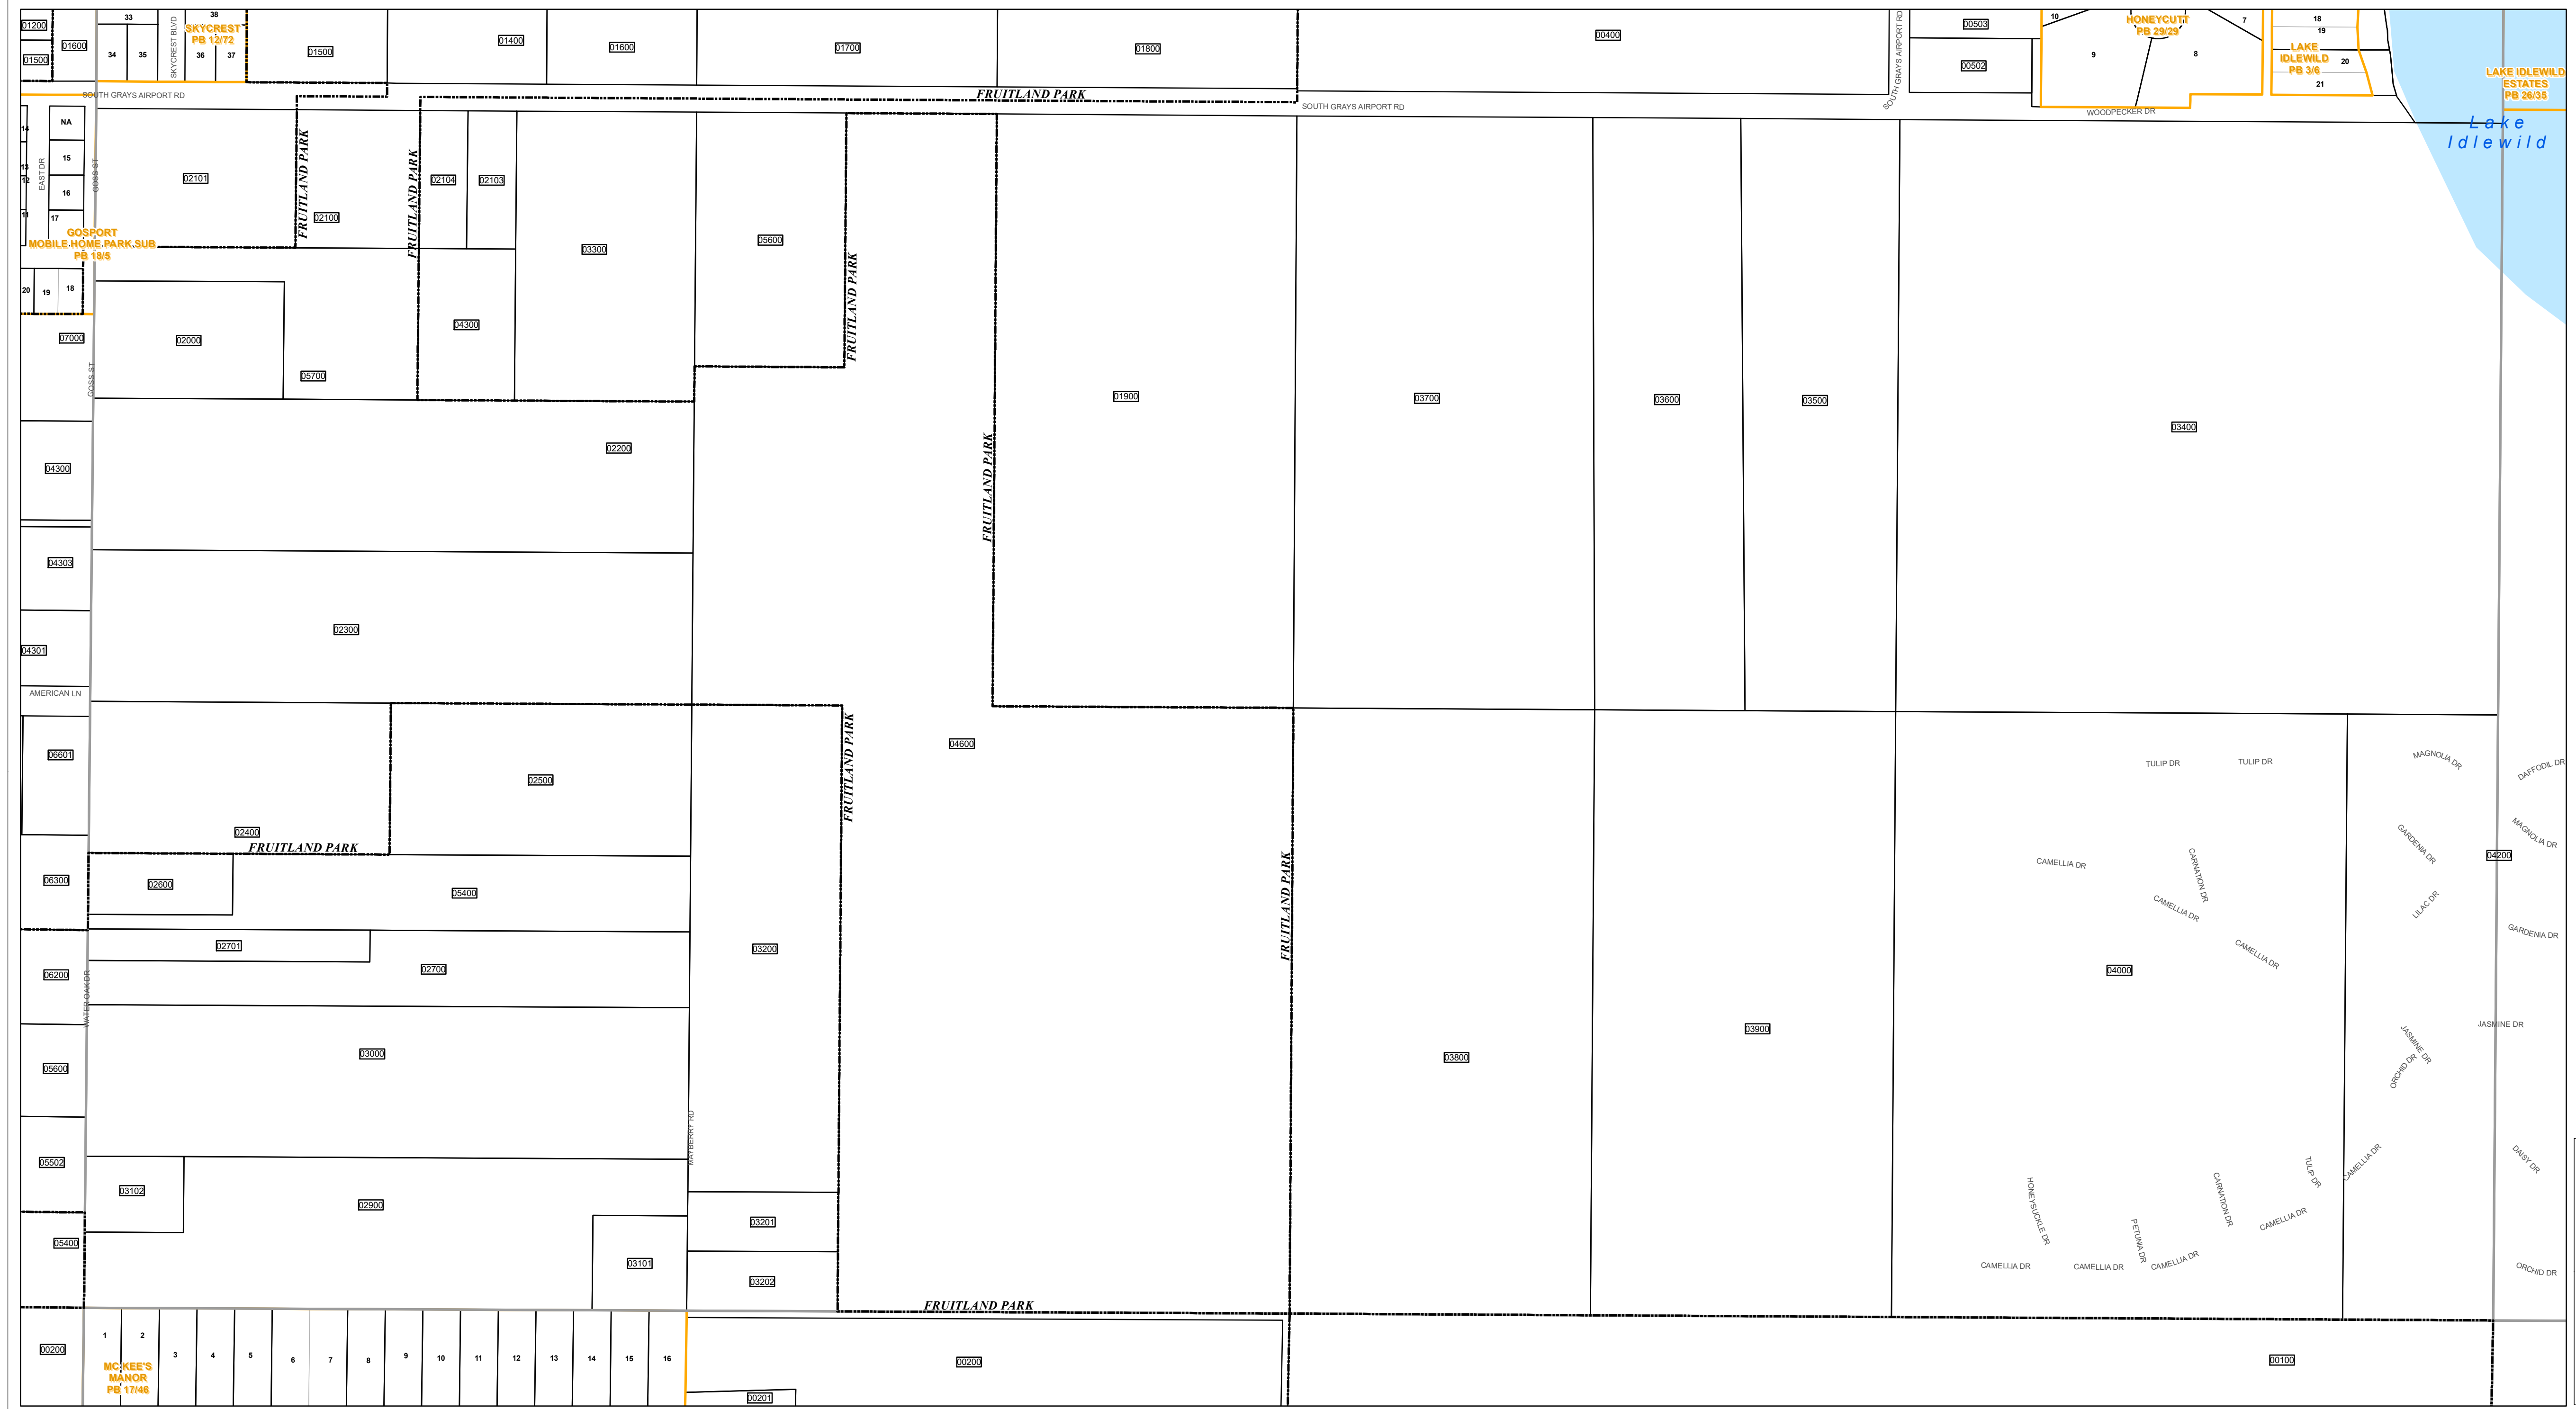 01200
01500
01600
33
34
35
SKYCREST BLVD
38
SKYCREST
PB 12/72
36
37
01500
01400
01600
01700
01800
00400
SOUTH GRAYS AIRPORT RD
00503
00502
10
HONEYCUTT
PB 29/29
7
9
8
18
19
LAKE
IDLEWILD
PB 3/6
20
21
LAKE IDLEWILD
ESTATES
PB 26/35
SOUTH GRAYS AIRPORT RD
FRUITLAND PARK
SOUTH GRAYS AIRPORT RD
WOODPECKER DR
Lake
Idlewild
14
13
12
11
EAST DR
NA
15
16
17
GOSS ST
02101
FRUITLAND PARK
02100
FRUITLAND PARK
02104
02103
03300
05600
FRUITLAND PARK
GOSPORT
MOBILE HOME PARK SUB
PB 18/5
20
19
18
07000
02000
GOSS ST
05700
04300
01900
03700
03600
03500
03400
02200
FRUITLAND PARK
04300
04303
02300
04301
AMERICAN LN
06601
02500
FRUITLAND PARK
04600
TULIP DR
TULIP DR
MAGNOLIA DR
DAFFODIL DR
02400
FRUITLAND PARK
MAGNOLIA DR
GARDENIA DR
04200
CAMELLIA DR
CARNATION DR
06300
02600
05400
FRUITLAND PARK
CAMELLIA DR
LILAC DR
GARDENIA DR
02701
02700
03200
CAMELLIA DR
04000
06200
WATER OAK DR
03000
03800
03900
JASMINE DR
JASMINE DR
ORCHID DR
05600
MAYBERRY RD
05502
03102
02900
CAMELLIA DR
TULIP DR
DAISY DR
03201
03101
03202
05400
HONEYSUCKLE DR
CARNATION DR
CAMELLIA DR
PETUNIA DR
CAMELLIA DR
CAMELLIA DR
CAMELLIA DR
ORCHID DR
FRUITLAND PARK
00200
1
2
3
4
5
6
7
8
9
10
11
12
13
14
15
16
MC KEE'S
MANOR
PB 17/46
00200
00201
00100